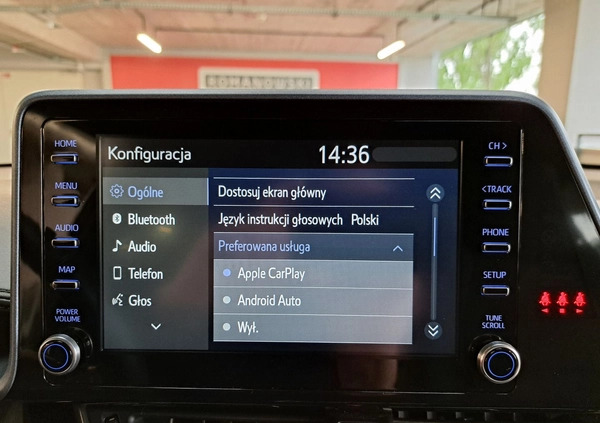 ROMANOWSKI
HOME
MENU
AUDIO
MAP
POWER
VOLUME
Konfiguracja
14:36
Ogólne
Bluetooth
Audio
Telefon
Głos
Dostosuj ekran główny
Język instrukcji głosowych Polski
Preferowana usługa
Apple CarPlay
Android Auto
Wył.
CH >
<TRACK
PHONE
SETUP
TUNE
SCROLL